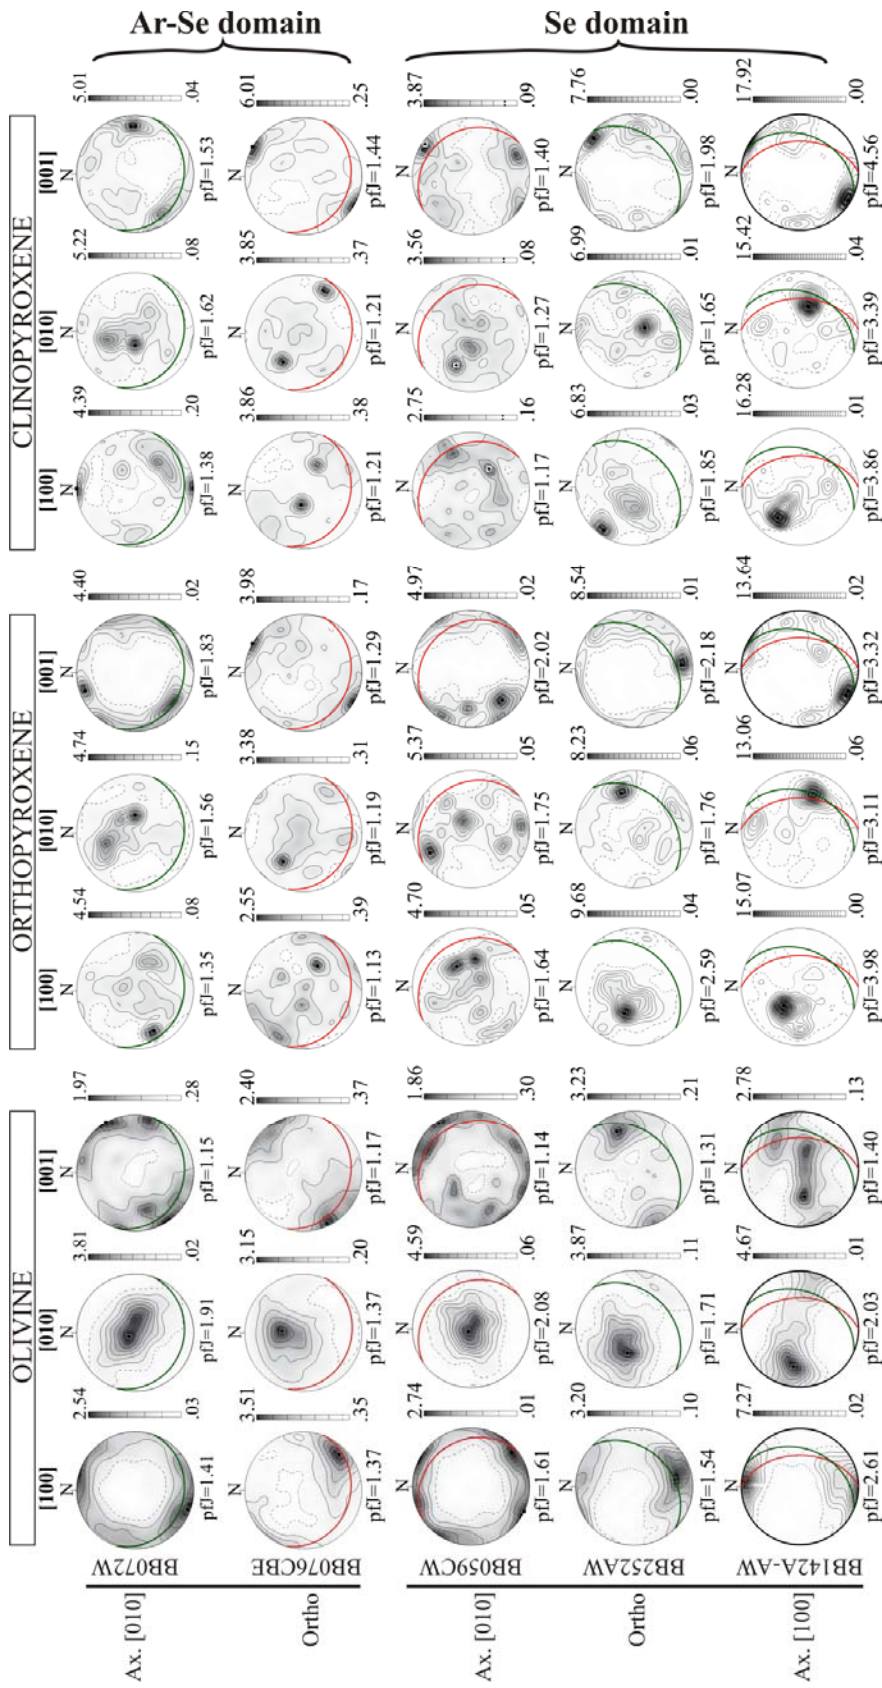 OLIVINE ORTHOPYROXENE CLINOPYROXENE
[100] [010] [001] [100] [010] [001] [100] [010] [001]
Ar-Se domain
Ax. [010]
BB072W
N N N N N N N N N
2.54 3.81 1.97 4.54 4.74 4.40 4.39 5.22 5.01
.03 .02 .28 .08 .15 .02 .20 .08 .04
pfJ=1.41 pfJ=1.91 pfJ=1.15 pfJ=1.35 pfJ=1.56 pfJ=1.83 pfJ=1.38 pfJ=1.62 pfJ=1.53
Ortho
BB076CBE
N N N N N N N N N
3.51 3.15 2.40 2.55 3.38 3.98 3.86 3.85 6.01
.35 .20 .37 .39 .31 .17 .38 .37 .25
pfJ=1.37 pfJ=1.37 pfJ=1.17 pfJ=1.13 pfJ=1.19 pfJ=1.29 pfJ=1.21 pfJ=1.21 pfJ=1.44
Se domain
Ax. [010]
BB059CW
N N N N N N N N N
2.74 4.59 1.86 4.70 5.37 4.97 2.75 3.56 3.87
.01 .06 .30 .05 .05 .02 .16 .08 .09
pfJ=1.61 pfJ=2.08 pfJ=1.14 pfJ=1.64 pfJ=1.75 pfJ=2.02 pfJ=1.17 pfJ=1.27 pfJ=1.40
Ortho
BB252AW
N N N N N N N N N
3.20 3.87 3.23 9.68 8.23 8.54 6.83 6.99 7.76
.10 .11 .21 .04 .06 .01 .03 .01 .00
pfJ=1.54 pfJ=1.71 pfJ=1.31 pfJ=2.59 pfJ=1.76 pfJ=2.18 pfJ=1.85 pfJ=1.65 pfJ=1.98
Ax. [100]
BB142A-AW
N N N N N N N N N
7.27 4.67 2.78 15.07 13.06 13.64 16.28 15.42 17.92
.02 .01 .13 .00 .06 .02 .01 .04 .00
pfJ=2.61 pfJ=2.03 pfJ=1.40 pfJ=3.98 pfJ=3.11 pfJ=3.32 pfJ=3.86 pfJ=3.39 pfJ=4.56